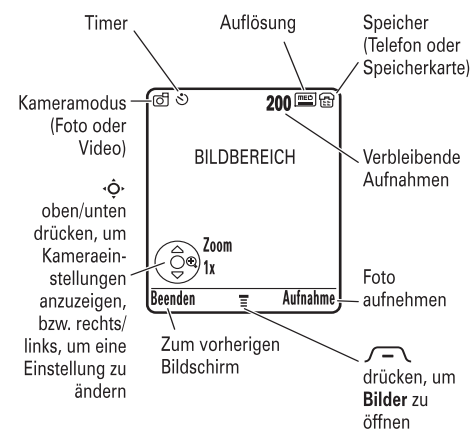 Timer
Auflösung
Speicher
(Telefon oder
Speicherkarte)
Kameramodus
(Foto oder
Video)
200
MED
BILDBEREICH
Verbleibende
Aufnahmen
oben/unten
drücken, um
Kameraein-
stellungen
anzuzeigen,
bzw. rechts/
links, um eine
Einstellung zu
ändern
Zoom
1x
Beenden
Aufnahme
Foto
aufnehmen
Zum vorherigen
Bildschirm
drücken, um
Bilder zu
öffnen